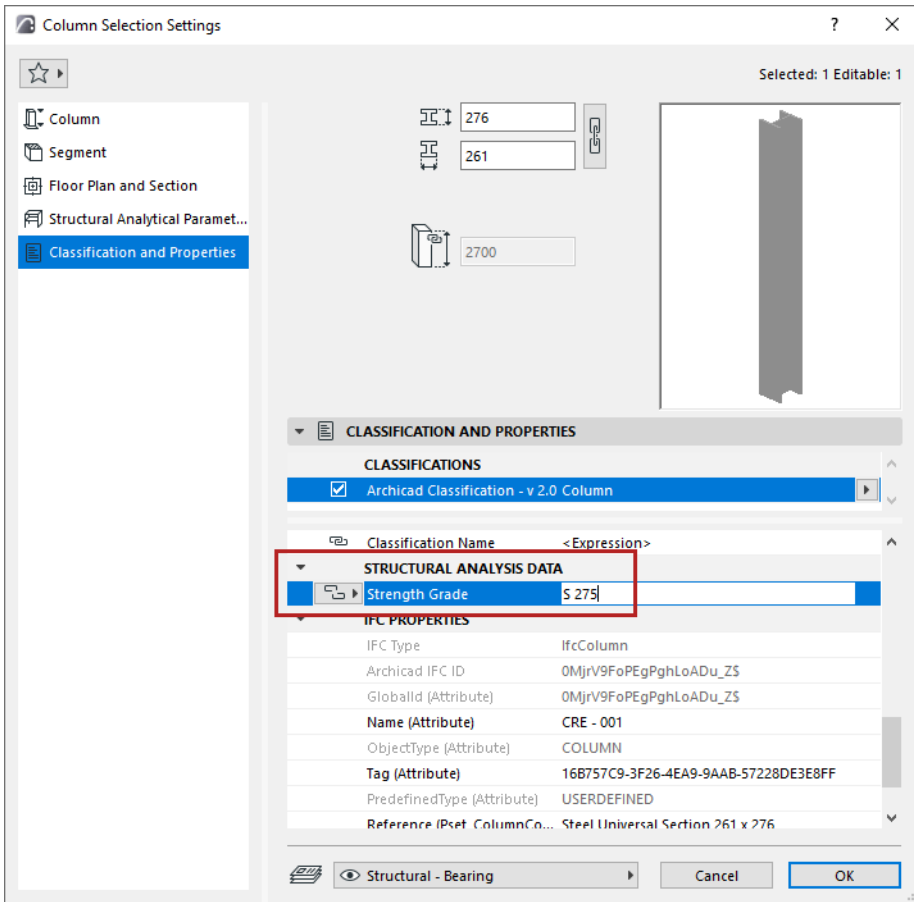 Column Selection Settings
?
Selected: 1 Editable: 1
Column
Segment
Floor Plan and Section
Structural Analytical Paramet...
Classification and Properties
276
261
2700
CLASSIFICATION AND PROPERTIES
CLASSIFICATIONS
Archicad Classification - v 2.0 Column
Classification Name <Expression>
STRUCTURAL ANALYSIS DATA
Strength Grade S 275
IFC PROPERTIES
IFC Type IfcColumn
Archicad IFC ID 0MjrV9FoPEgPghLoADu_Z$
GlobalId (Attribute) 0MjrV9FoPEgPghLoADu_Z$
Name (Attribute) CRE - 001
ObjectType (Attribute) COLUMN
Tag (Attribute) 16B757C9-3F26-4EA9-9AAB-57228DE3E8FF
PredefinedType (Attribute) USERDEFINED
Reference (Pset_ColumnCo... Steel Universal Section 261 x 276
Structural - Bearing
Cancel
OK